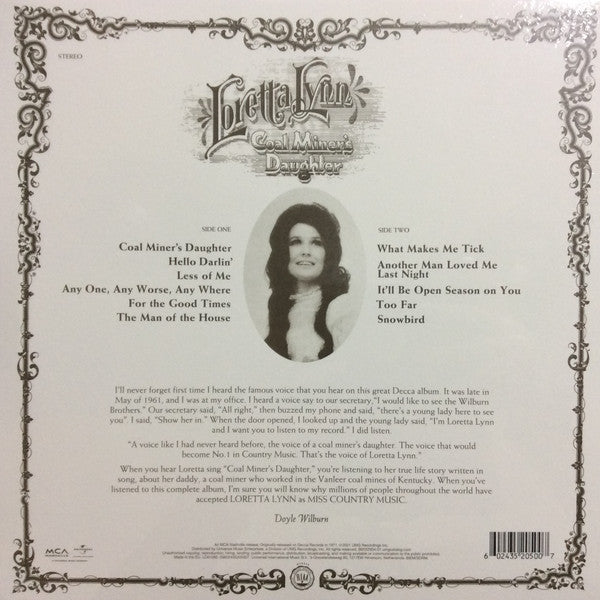 STEREO
Loretta Lynn
Coal Miner's
Daughter
SIDE ONE
Coal Miner's Daughter
Hello Darlin'
Less of Me
Any One, Any Worse, Any Where
For the Good Times
The Man of the House
SIDE TWO
What Makes Me Tick
Another Man Loved Me
Last Night
It'll Be Open Season on You
Too Far
Snowbird
I'll never forget first time I heard the famous voice that you hear on this great Decca album. It was late in
May of 1961, and I was at my office. I heard a voice say to our secretary,"I would like to see the Wilburn
Brothers." Our secretary said, "All right," then buzzed my phone and said, "there's a young lady here to see
you". I said, "Show her in." When the door opened, I looked up and the young lady said, "I'm Loretta Lynn
and I want you to listen to my record." I did listen.
"A voice like I had never heard before, the voice of a coal miner's daughter. The voice that would
become No.1 in Country Music. That's the voice of Loretta Lynn."
When you hear Loretta sing "Coal Miner's Daughter," you're listening to her true life story written in
song, about her daddy, a coal miner who worked in the Vanleer coal mines of Kentucky. When you've
listened to this complete album, I'm sure you will know why millions of people throughout the world have
accepted LORETTA LYNN as MISS COUNTRY MUSIC.
Doyle Wilburn
MCA
6 02435 20500 7